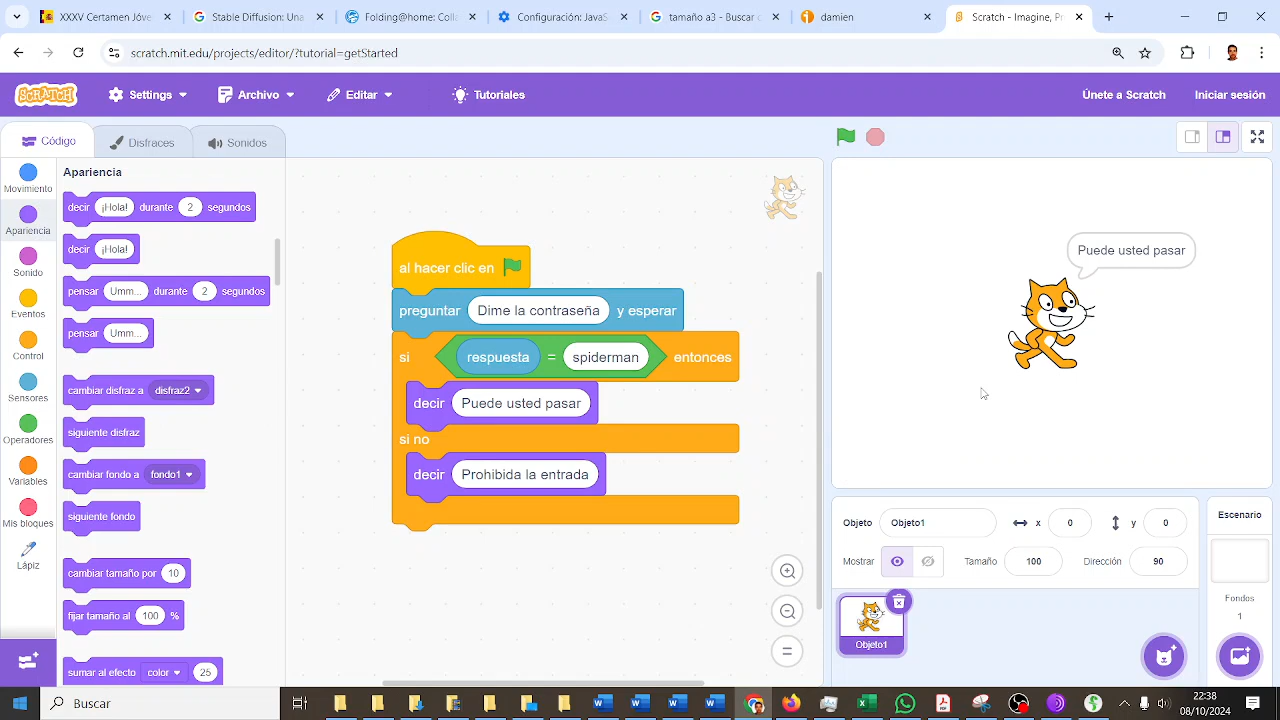 XXXV Certamen Jóve
Stable Diffusion: Una
Folding@home: Colla
Configuración: JavaS
tamaño a3 - Buscar c
damien
Scratch - Imagine, Pr
scratch.mit.edu/projects/editor/?tutorial=getStarted
SCRATCH
Settings
Archivo
Editar
Tutoriales
Únete a Scratch
Iniciar sesión
Código
Disfraces
Sonidos
Movimiento
Apariencia
Sonido
Eventos
Control
Sensores
Operadores
Variables
Mis bloques
Lápiz
Apariencia
decir ¡Hola! durante 2 segundos
decir ¡Hola!
pensar Umm... durante 2 segundos
pensar Umm...
cambiar disfraz a disfraz2
siguiente disfraz
cambiar fondo a fondo1
siguiente fondo
cambiar tamaño por 10
fijar tamaño al 100 %
sumar al efecto color 25
al hacer clic en
preguntar Dime la contraseña y esperar
si respuesta = spiderman entonces
decir Puede usted pasar
si no
decir Prohibida la entrada
Puede usted pasar
Objeto Objeto1 x 0 y 0
Mostrar Tamaño 100 Dirección 90
Objeto1
Escenario
Fondos
1
Buscar
22:38
08/10/2024